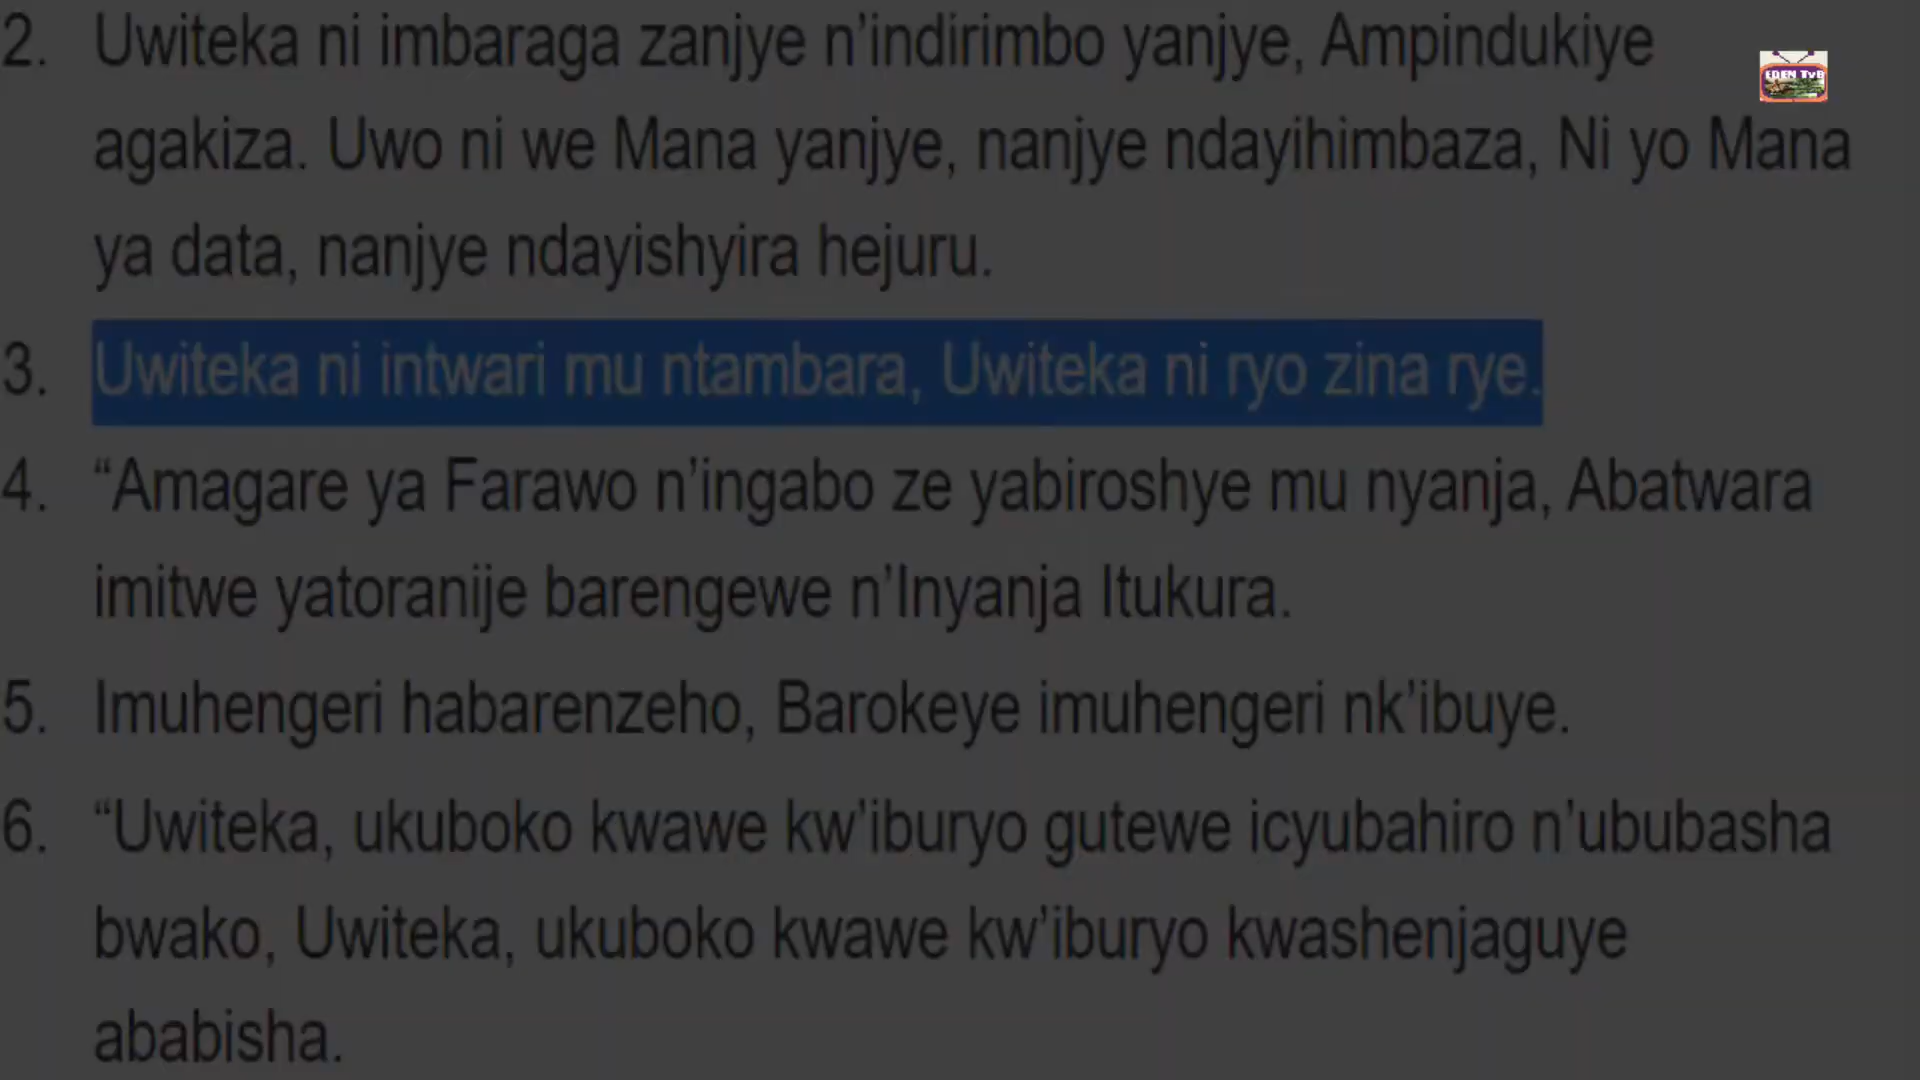 2. Uwiteka ni imbaraga zanjye n’indirimbo yanjye, Ampindukiye
EDEN TvB
agakiza. Uwo ni we Mana yanjye, nanjye ndayihimbaza, Ni yo Mana
ya data, nanjye ndayishyira hejuru.
3. Uwiteka ni intwari mu ntambara, Uwiteka ni ryo zina rye.
4. “Amagare ya Farawo n’ingabo ze yabiroshye mu nyanja, Abatwara
imitwe yatoranije barengewe n’Inyanja Itukura.
5. Imuhengeri habarenzeho, Barokeye imuhengeri nk’ibuye.
6. “Uwiteka, ukuboko kwawe kw’iburyo gutewe icyubahiro n’ububasha
bwako, Uwiteka, ukuboko kwawe kw’iburyo kwashenjaguye
ababisha.